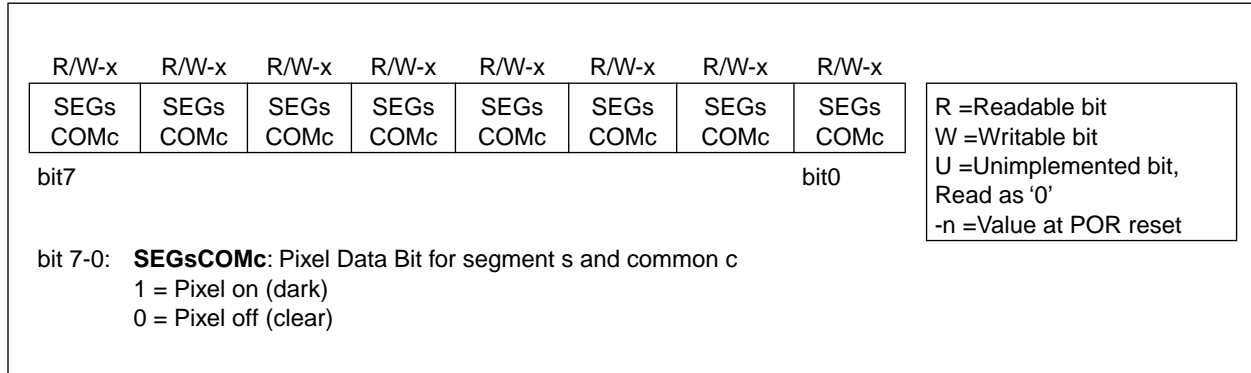 R/W-x R/W-x R/W-x R/W-x R/W-x R/W-x R/W-x R/W-x
SEGs SEGs SEGs SEGs SEGs SEGs SEGs SEGs
COMc COMc COMc COMc COMc COMc COMc COMc
bit7 bit0
R =Readable bit
W =Writable bit
U =Unimplemented bit,
Read as ‘0’
-n =Value at POR reset
bit 7-0: SEGsCOMc: Pixel Data Bit for segment s and common c
1 = Pixel on (dark)
0 = Pixel off (clear)